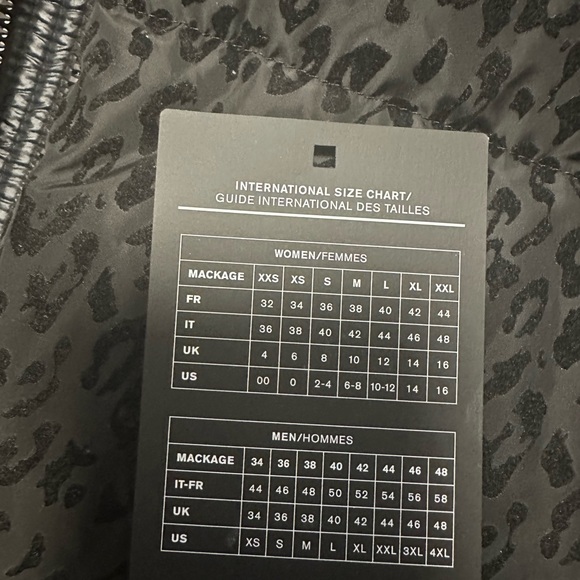 INTERNATIONAL SIZE CHART/
GUIDE INTERNATIONAL DES TAILLES
WOMEN/FEMMES
MACKAGE XXS XS S M L XL XXL
FR 32 34 36 38 40 42 44
IT 36 38 40 42 44 46 48
UK 4 6 8 10 12 14 16
US 00 0 2-4 6-8 10-12 14 16
MEN/HOMMES
MACKAGE 34 36 38 40 42 44 46 48
IT-FR 44 46 48 50 52 54 56 58
UK 34 36 38 40 42 44 46 48
US XS S M L XL XXL 3XL 4XL